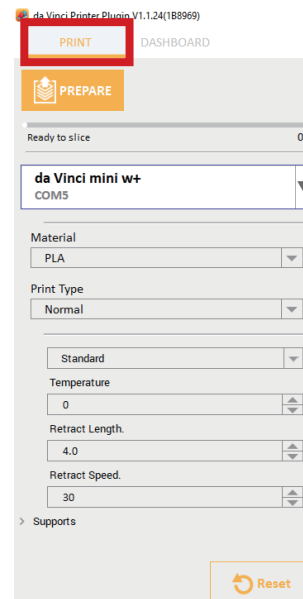 da Vinci Printer Plugin V1.1.24(1B8969)
PRINT DASHBOARD
PREPARE
Ready to slice 0
da Vinci mini w+
COM5
Material
PLA
Print Type
Normal
Standard
Temperature
0
Retract Length.
4.0
Retract Speed.
30
> Supports
Reset